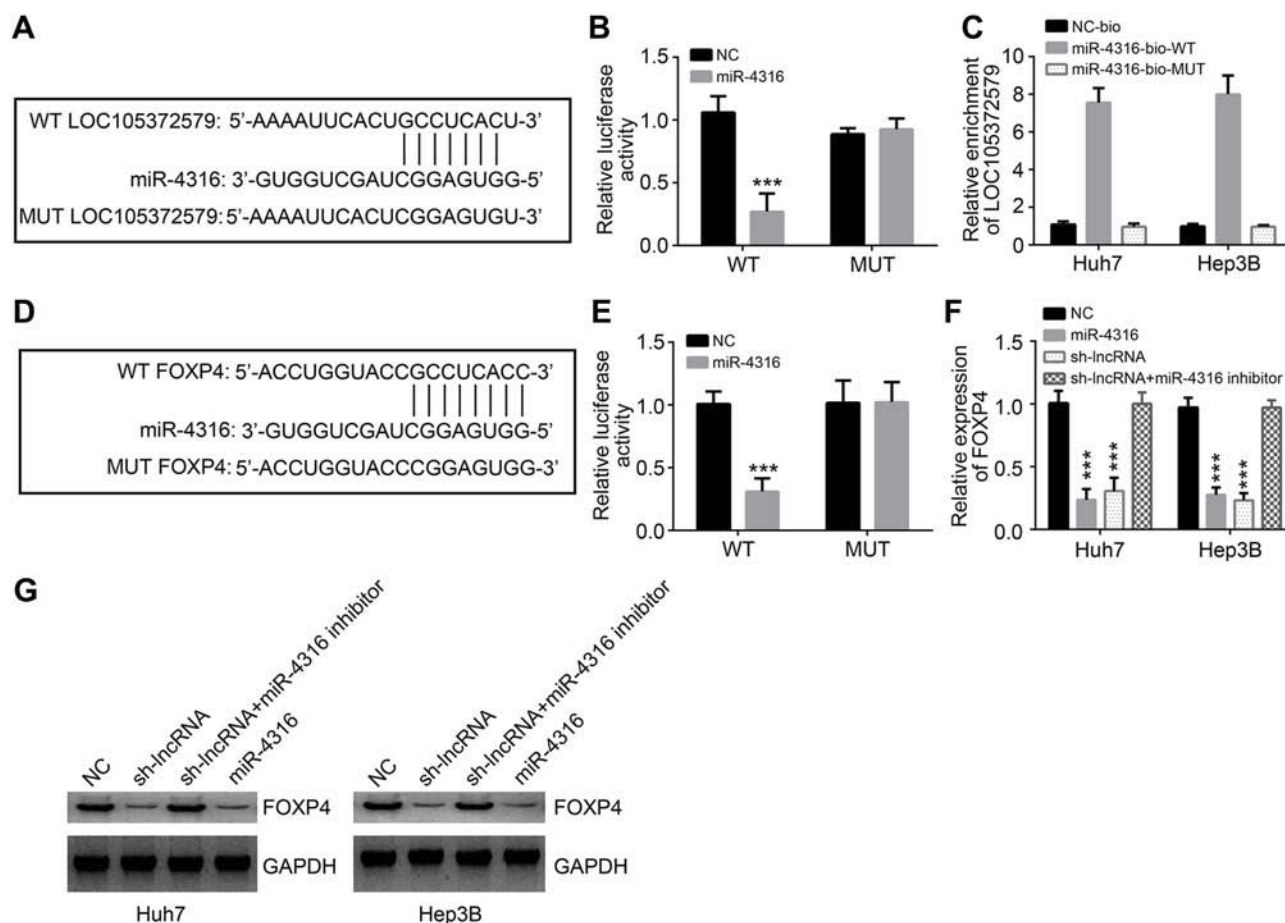 A
WT LOC105372579: 5'-AAAAUUCACUGCCUCACU-3'
miR-4316: 3'-GUGGUCGAUCGGAGUGG-5'
MUT LOC105372579: 5'-AAAAUUCACUCGGAGUGU-3'
B
NC
miR-4316
Relative luciferase
activity
1.5
1.0
0.5
0.0
***
WT
MUT
C
NC-bio
miR-4316-bio-WT
miR-4316-bio-MUT
Relative enrichment
of LOC105372579
10
8
6
4
2
0
Huh7
Hep3B
D
WT FOXP4: 5'-ACCUGGUACCGCCUCACC-3'
miR-4316: 3'-GUGGUCGAUCGGAGUGG-5'
MUT FOXP4: 5'-ACCUGGUACCCGGAGUGG-3'
E
NC
miR-4316
Relative luciferase
activity
1.5
1.0
0.5
0.0
***
WT
MUT
F
NC
miR-4316
sh-lncRNA
sh-lncRNA+miR-4316 inhibitor
Relative expression
of FOXP4
1.5
1.0
0.5
0.0
***
***
***
***
Huh7
Hep3B
G
NC
sh-lncRNA
sh-lncRNA+miR-4316 inhibitor
miR-4316
FOXP4
GAPDH
Huh7
NC
sh-lncRNA
sh-lncRNA+miR-4316 inhibitor
miR-4316
FOXP4
GAPDH
Hep3B